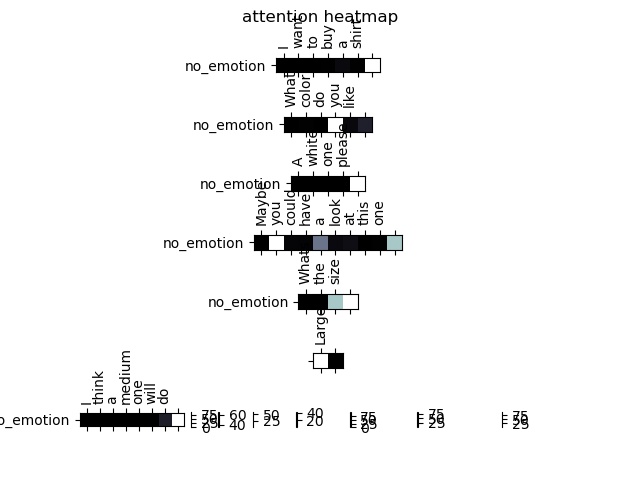 attention heatmap
I want to buy a shirt
no_emotion
What color do you like
no_emotion
A white one please
no_emotion
Maybe you could have a look at this one
no_emotion
What the size
no_emotion
Large
I think a medium one will do
o_emotion
75 60 50 40 75 75 75
50 25 20 50 50 50
25 40 25 25 25
0 0